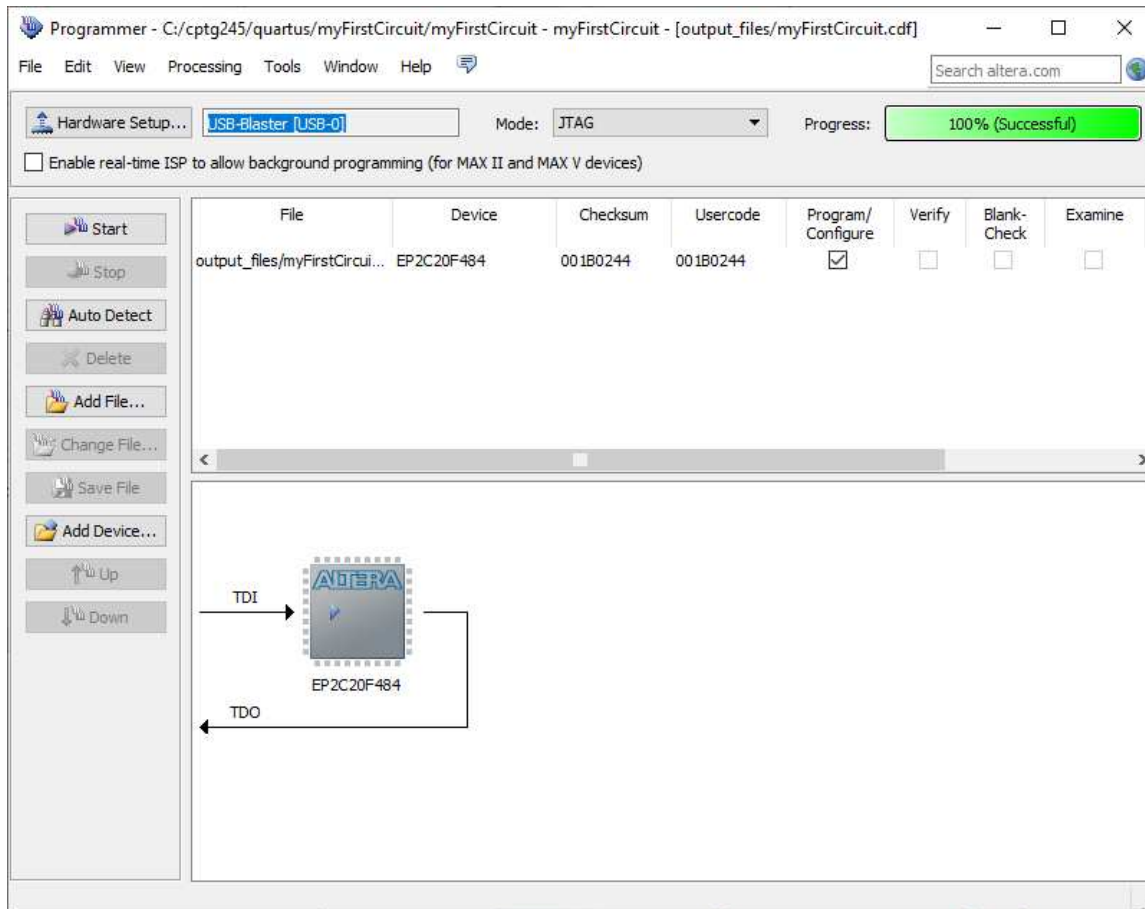 Programmer - C:/cptg245/quartus/myFirstCircuit/myFirstCircuit - myFirstCircuit - [output_files/myFirstCircuit.cdf]
File Edit View Processing Tools Window Help
Search altera.com
Hardware Setup... USB-Blaster [USB-0] Mode: JTAG Progress: 100% (Successful)
Enable real-time ISP to allow background programming (for MAX II and MAX V devices)
Start
Stop
Auto Detect
Delete
Add File...
Change File...
Save File
Add Device...
Up
Down
File Device Checksum Usercode Program/ Verify Blank- Examine
Configure Check
output_files/myFirstCircui... EP2C20F484 001B0244 001B0244
ALTERA
TDI
EP2C20F484
TDO